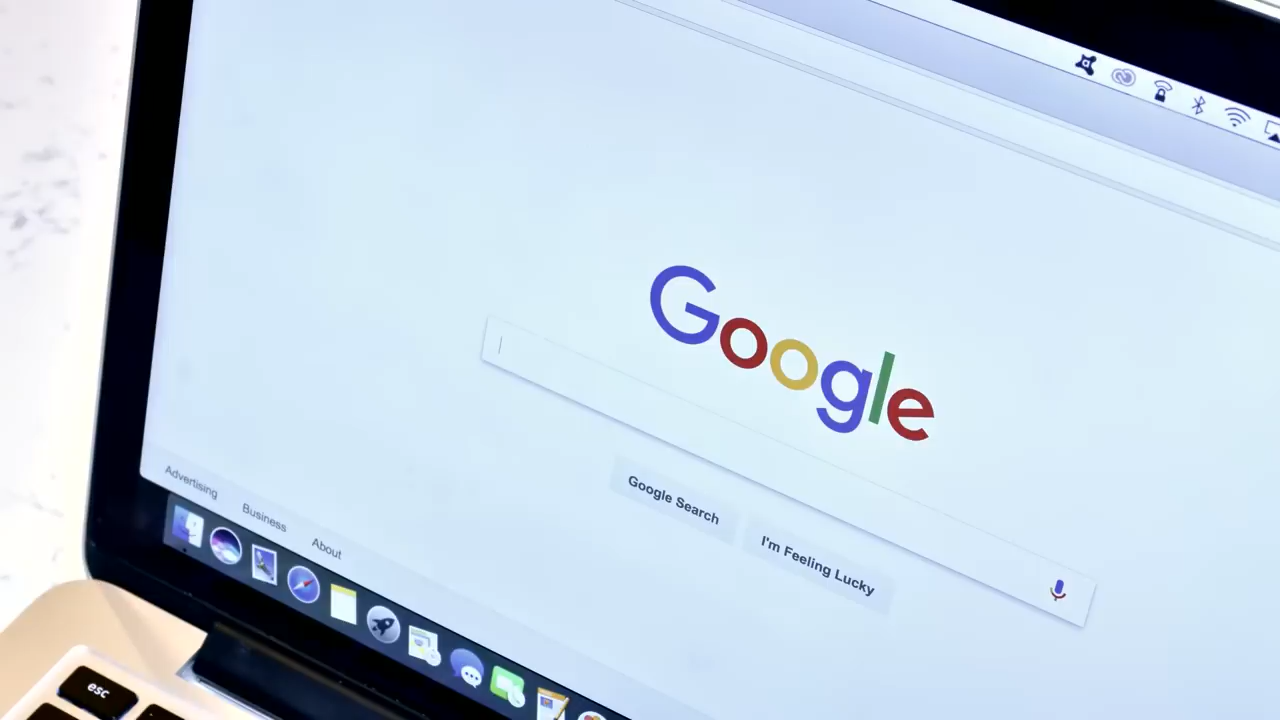 Google
Google Search
I'm Feeling Lucky
Advertising
Business
About
esc